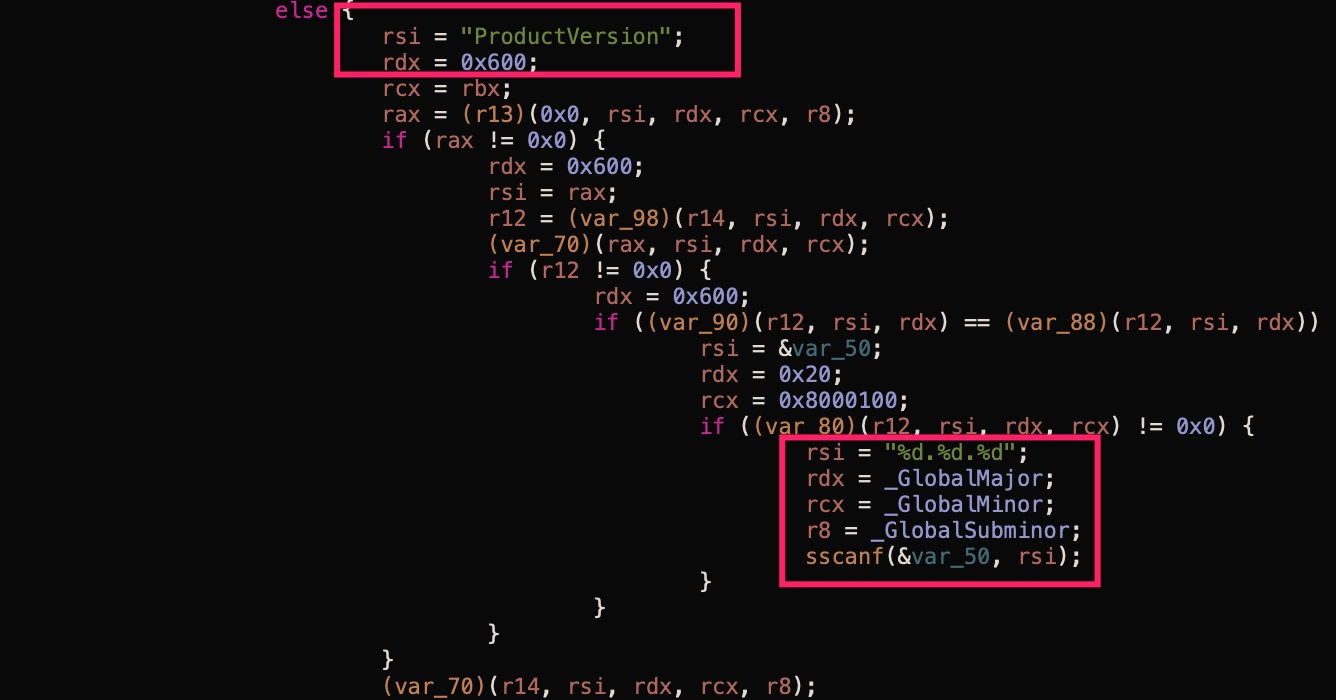 else {
rsi = "ProductVersion";
rdx = 0x600;
rcx = rbx;
rax = (r13)(0x0, rsi, rdx, rcx, r8);
if (rax != 0x0) {
rdx = 0x600;
rsi = rax;
r12 = (var_98)(r14, rsi, rdx, rcx);
(var_70)(rax, rsi, rdx, rcx);
if (r12 != 0x0) {
rdx = 0x600;
if ((var_90)(r12, rsi, rdx) == (var_88)(r12, rsi, rdx))
rsi = &var_50;
rdx = 0x20;
rcx = 0x8000100;
if ((var_80)(r12, rsi, rdx, rcx) != 0x0) {
rsi = "%d.%d.%d";
rdx = _GlobalMajor;
rcx = _GlobalMinor;
r8 = _GlobalSubminor;
sscanf(&var_50, rsi);
}
}
}
}
(var_70)(r14, rsi, rdx, rcx, r8);